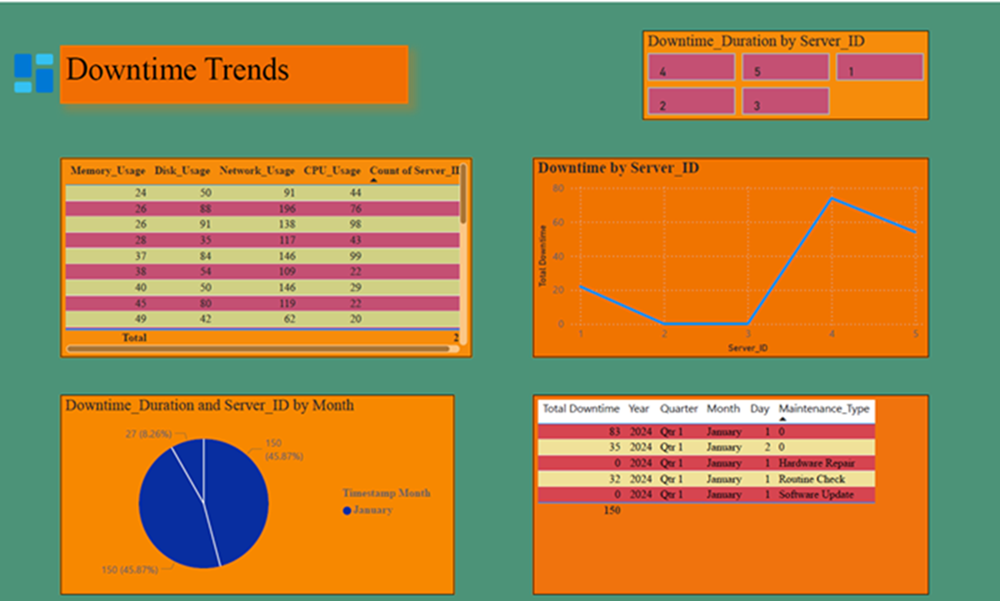 Downtime Trends
Downtime_Duration by Server_ID
4 5 1
2 3
Memory_Usage Disk_Usage Network_Usage CPU_Usage Count of Server_ID
24 50 91 44
26 88 196 76
26 91 138 98
28 35 117 43
37 84 146 99
38 54 109 22
40 50 146 29
45 80 119 22
49 42 62 20
Total 2
Downtime by Server_ID
Total Downtime
80
60
40
20
0
1 2 3 4 5
Server_ID
Downtime_Duration and Server_ID by Month
27 (8.26%)
150
(45.87%)
Timestamp Month
January
150 (45.87%)
Total Downtime Year Quarter Month Day Maintenance_Type
83 2024 Qtr 1 January 1 0
35 2024 Qtr 1 January 2 0
0 2024 Qtr 1 January 1 Hardware Repair
32 2024 Qtr 1 January 1 Routine Check
0 2024 Qtr 1 January 1 Software Update
150